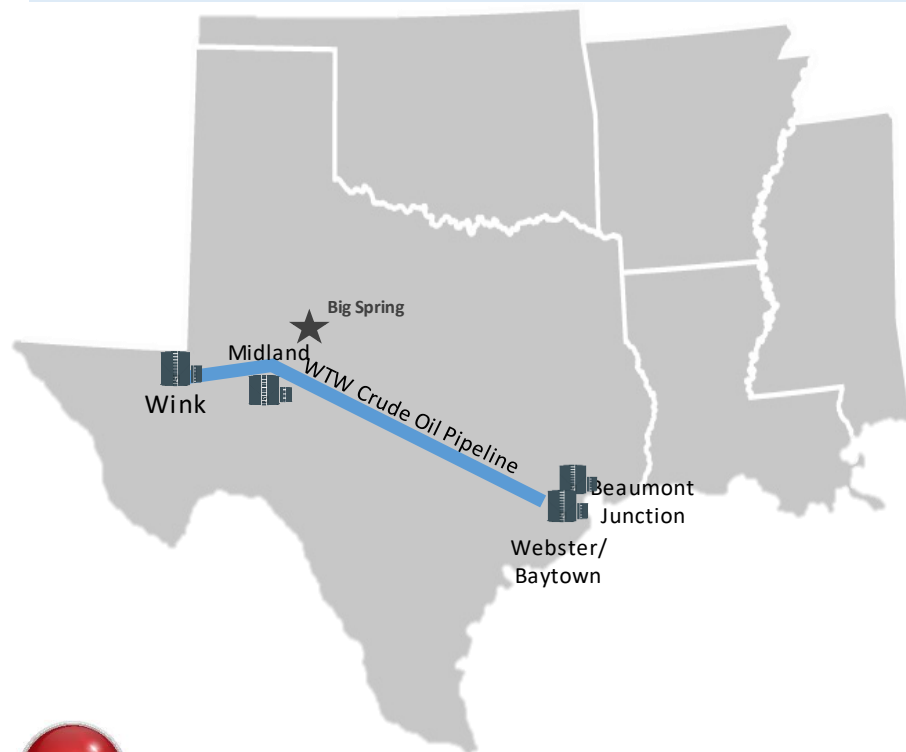 Big Spring
Midland
WTW Crude Oil Pipeline
Wink
Beaumont
Junction
Webster/
Baytown